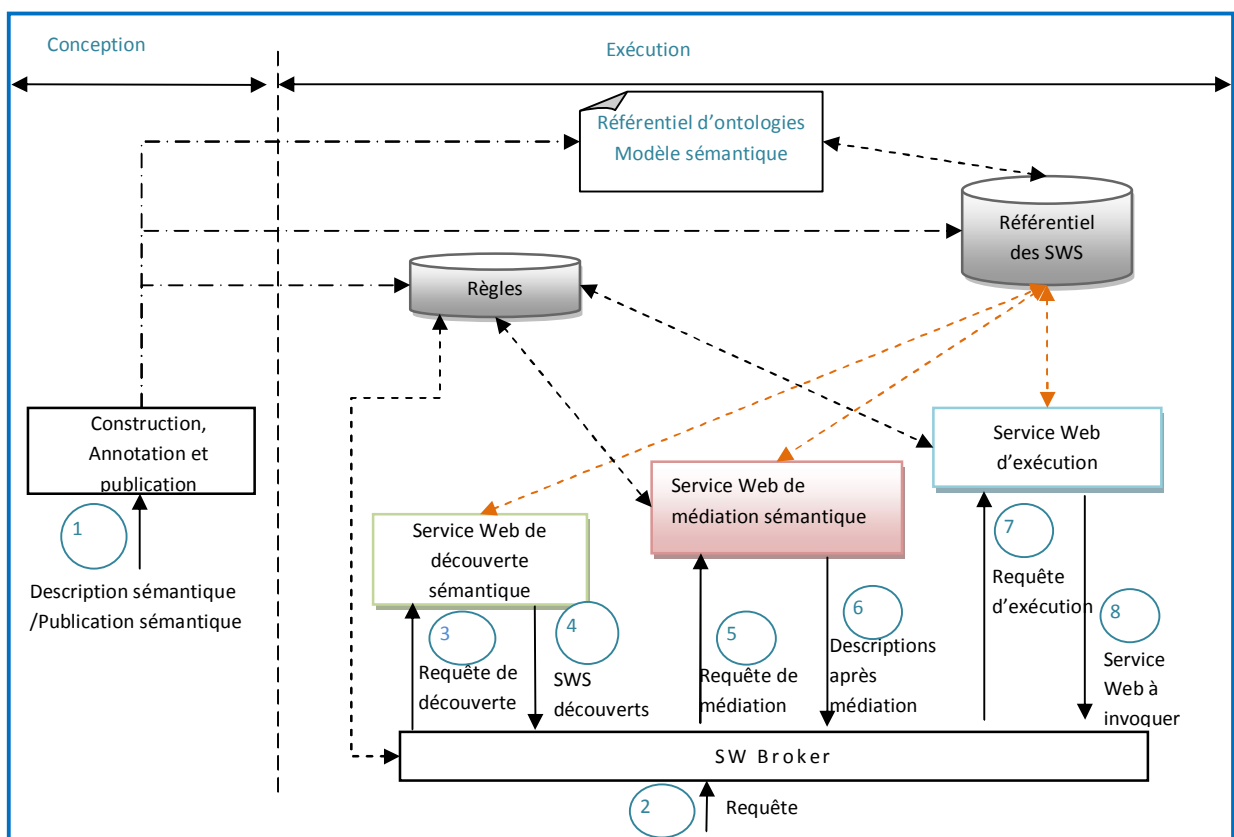 Conception
Exécution
Référentiel d’ontologies
Modèle sémantique
Référentiel
des SWS
Règles
Construction,
Annotation et
publication
Service Web
d’exécution
Service Web de
médiation sémantique
Service Web de
découverte
sémantique
1
Description sémantique
/Publication sémantique
3
Requête de
découverte
4
SWS
découverts
5
Requête de
médiation
6
Descriptions
après
médiation
7
Requête
d’exécution
8
Service
Web à
invoquer
SW Broker
2
Requête